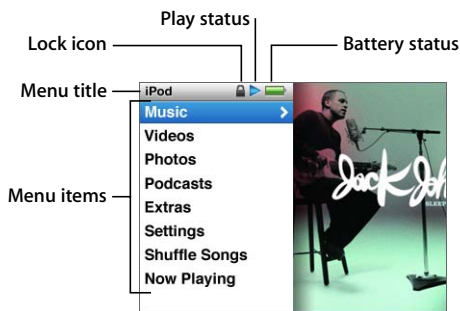 Play status
Lock icon
Battery status
Menu title
iPod
Music
Videos
Photos
Menu items
Podcasts
Extras
Settings
Shuffle Songs
Now Playing
Jack Joh
SLEEP